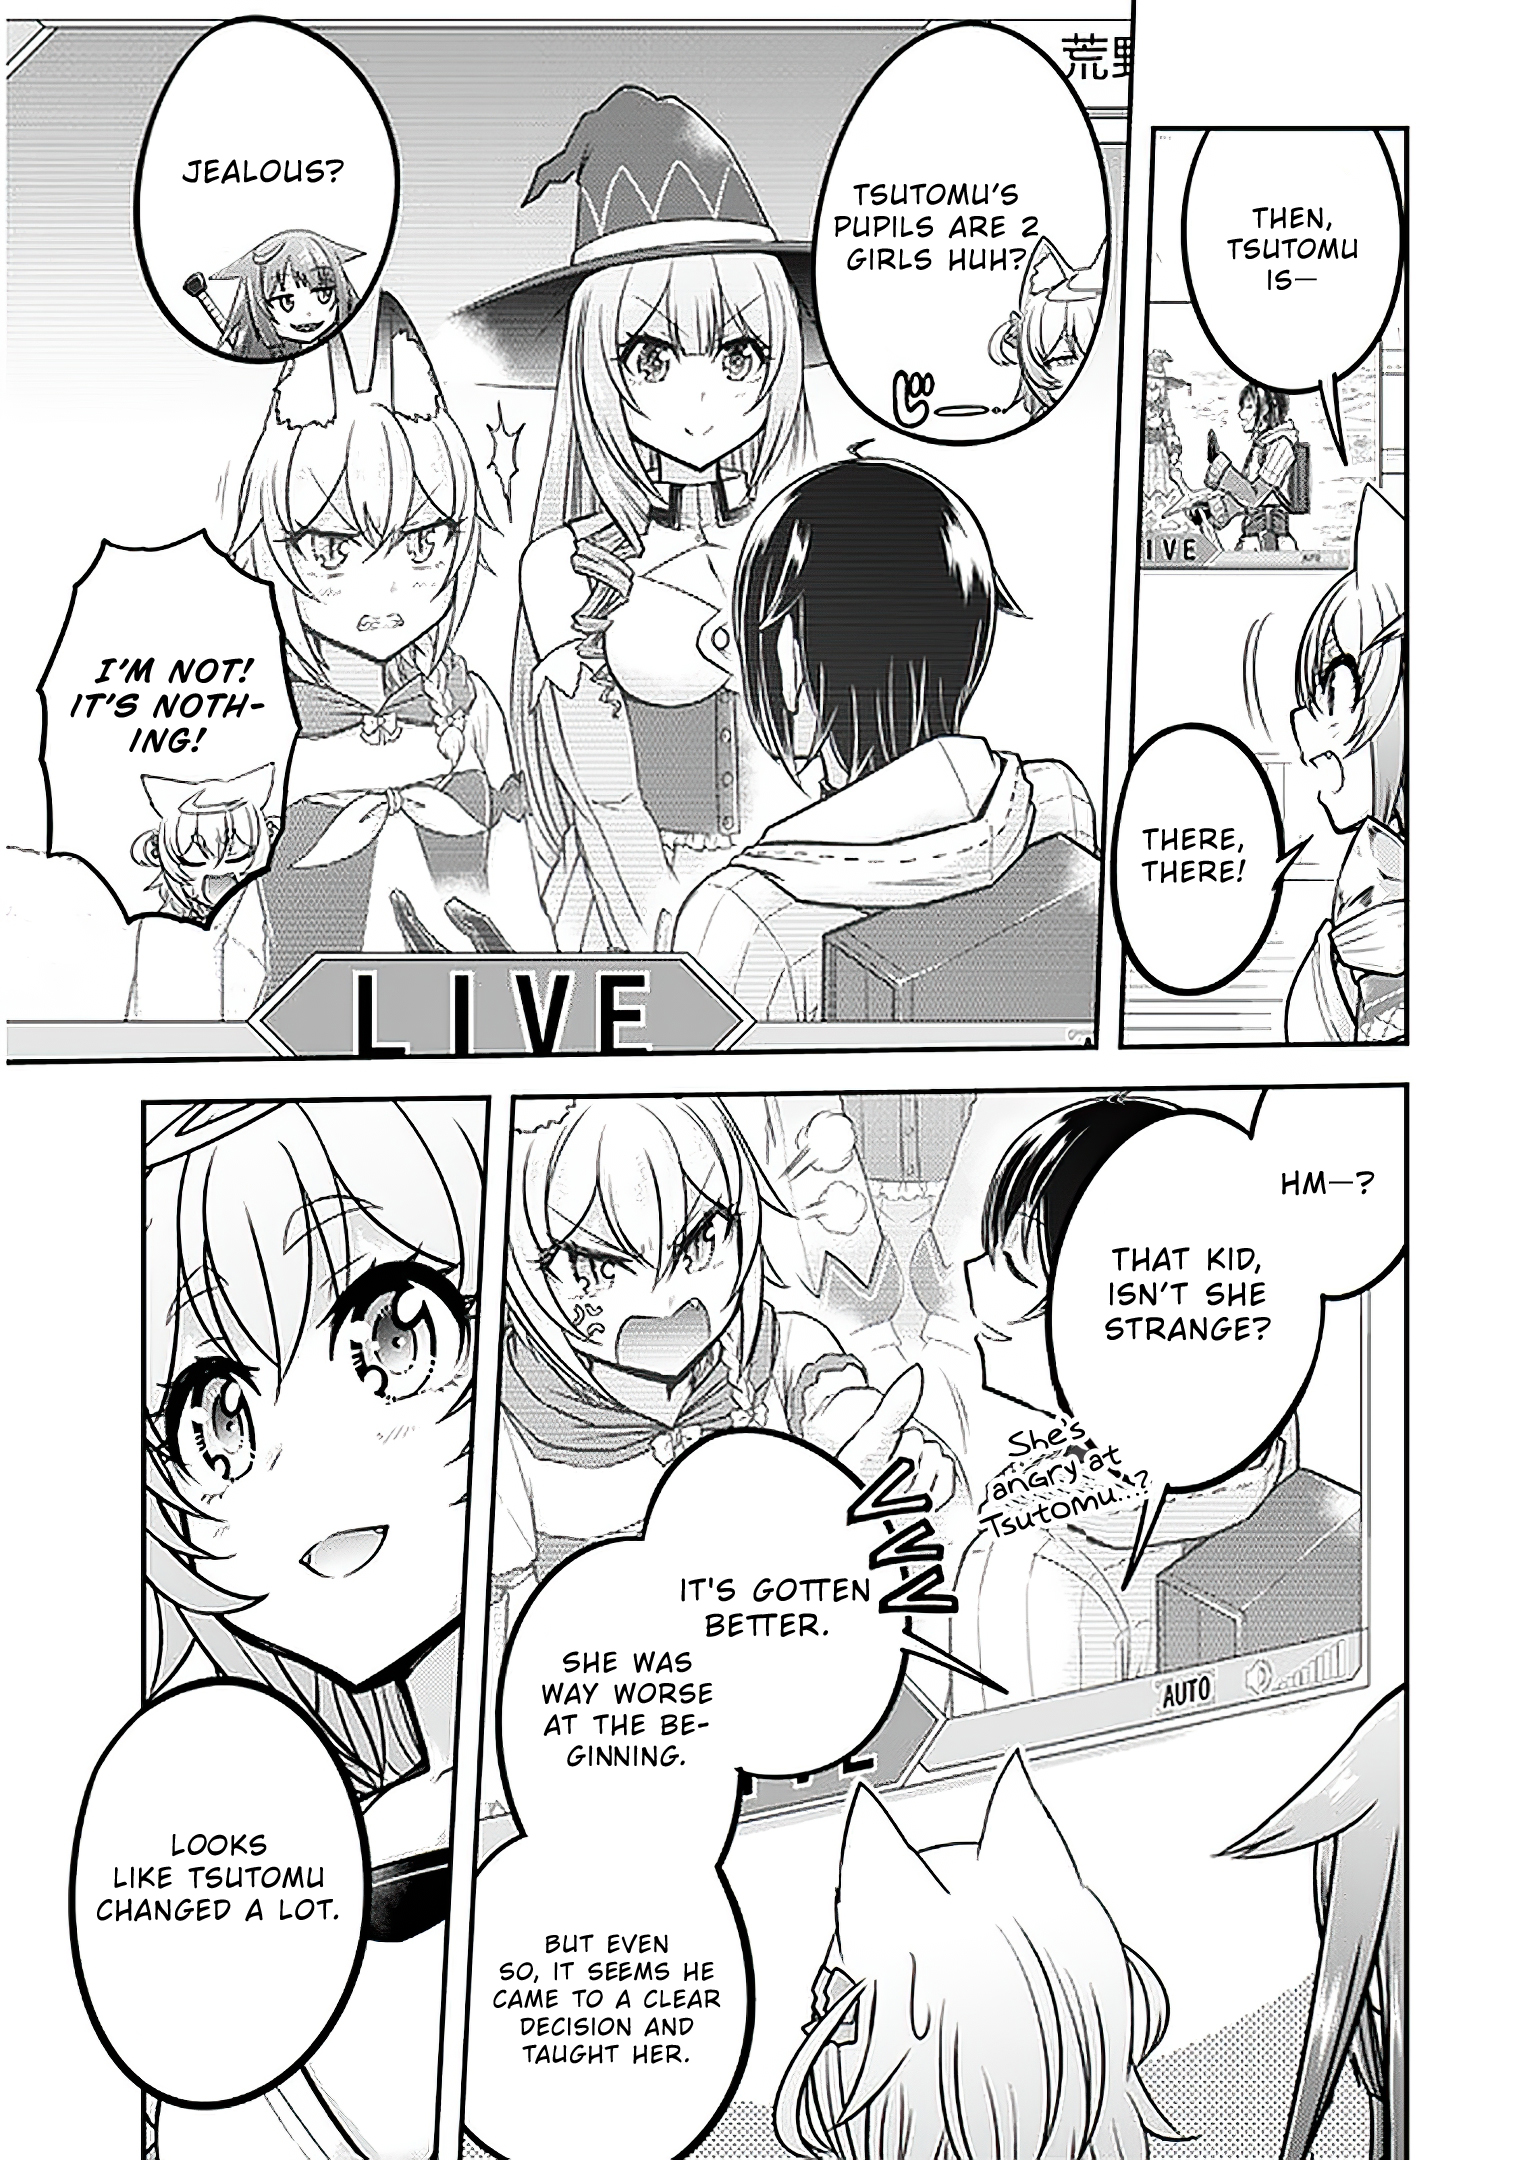 THEN,
TSUTOMU
IS—
IVE
THERE,
THERE!
荒野
TSUTOMU'S
PUPILS ARE 2
GIRLS HUH?
じー
JEALOUS?
I'M NOT!
IT'S NOTH-
ING!
LIVE
HM—?
THAT KID,
ISN'T SHE
STRANGE?
She's
angry at
Tsutomu...?
IT'S GOTTEN
BETTER.
SHE WAS
WAY WORSE
AT THE BE-
GINNING.
AUTO
BUT EVEN
SO, IT SEEMS HE
CAME TO A CLEAR
DECISION AND
TAUGHT HER.
LOOKS
LIKE TSUTOMU
CHANGED A LOT.